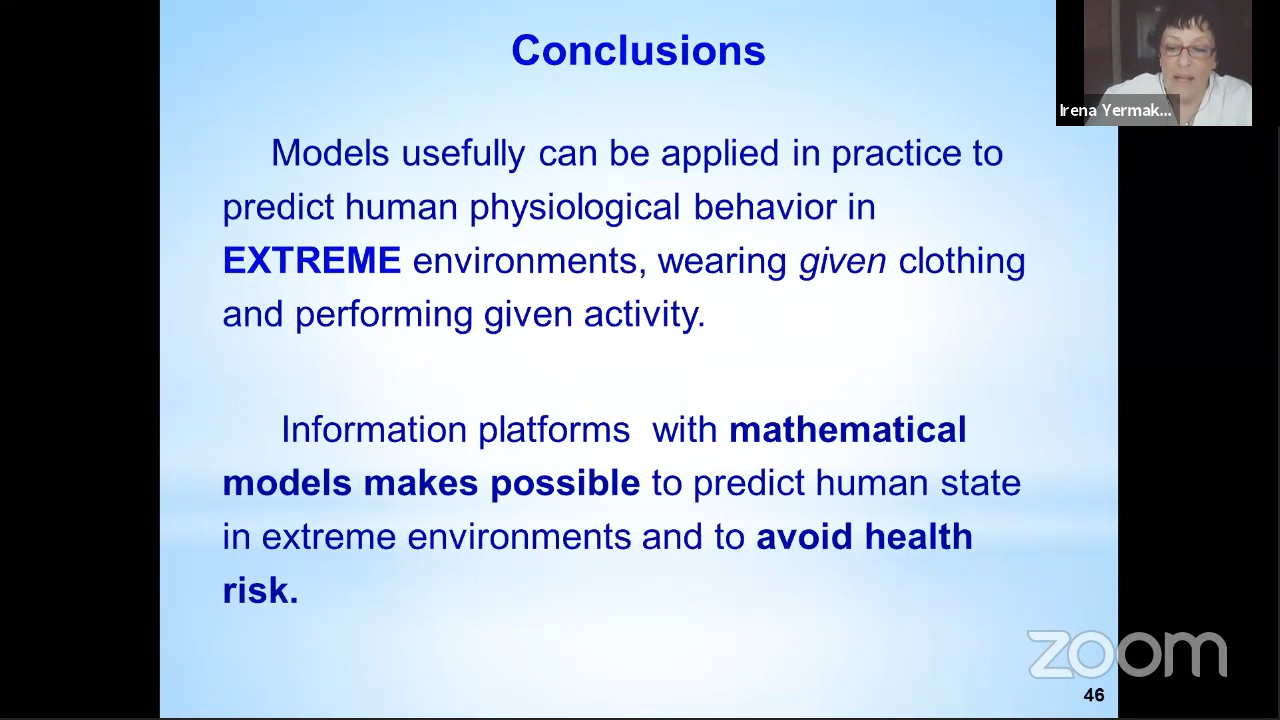 Conclusions
Irena Yermak...
Models usefully can be applied in practice to
predict human physiological behavior in
EXTREME environments, wearing given clothing
and performing given activity.
Information platforms with mathematical
models makes possible to predict human state
in extreme environments and to avoid health
risk.
zoom
46